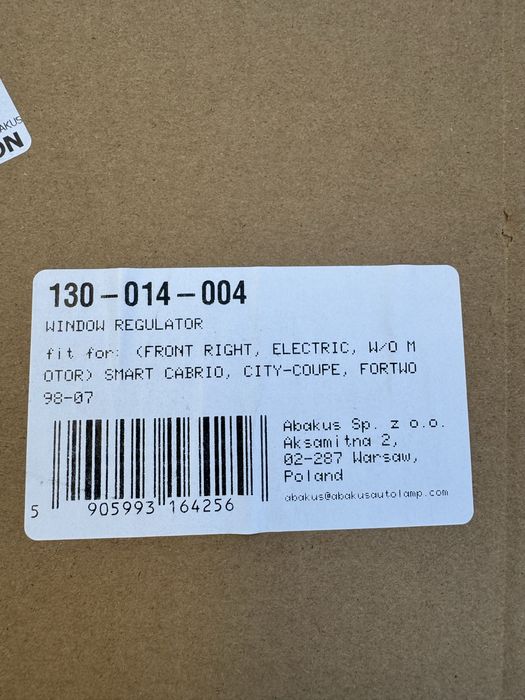 AKUS
ON
130-014-004
WINDOW REGULATOR
fit for: (FRONT RIGHT, ELECTRIC, W/O M
OTOR) SMART CABRIO, CITY-COUPE, FORTWO
98-07
Abakus Sp. z o.o.
Aksamitna 2,
02-287 Warsaw,
Poland
abakus@abakusautolamp.com
5 905993 164256